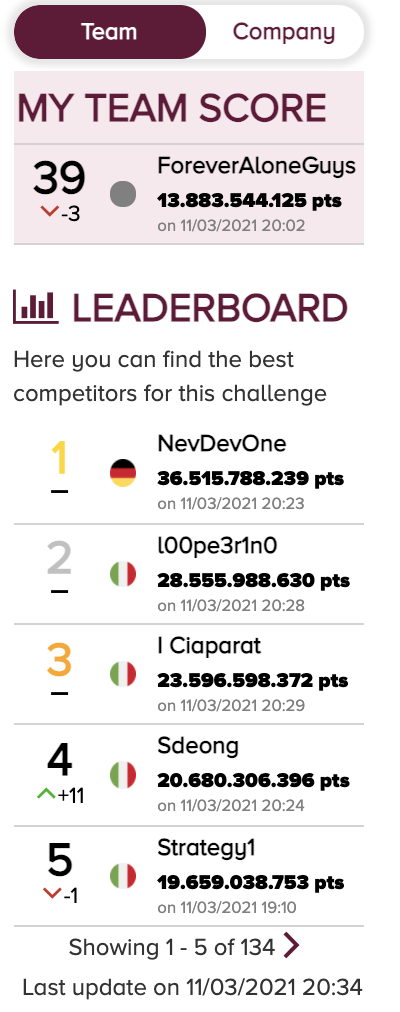 Team
Company
MY TEAM SCORE
39
-3
ForeverAloneGuys
13.883.544.125 pts
on 11/03/2021 20:02
LEADERBOARD
Here you can find the best
competitors for this challenge
1
NevDevOne
36.515.788.239 pts
on 11/03/2021 20:23
2
l00pe3r1n0
28.555.988.630 pts
on 11/03/2021 20:28
3
I Ciaparat
23.596.598.372 pts
on 11/03/2021 20:29
4
+11
Sdeong
20.680.306.396 pts
on 11/03/2021 20:24
5
-1
Strategy1
19.659.038.753 pts
on 11/03/2021 19:10
Showing 1 - 5 of 134
Last update on 11/03/2021 20:34